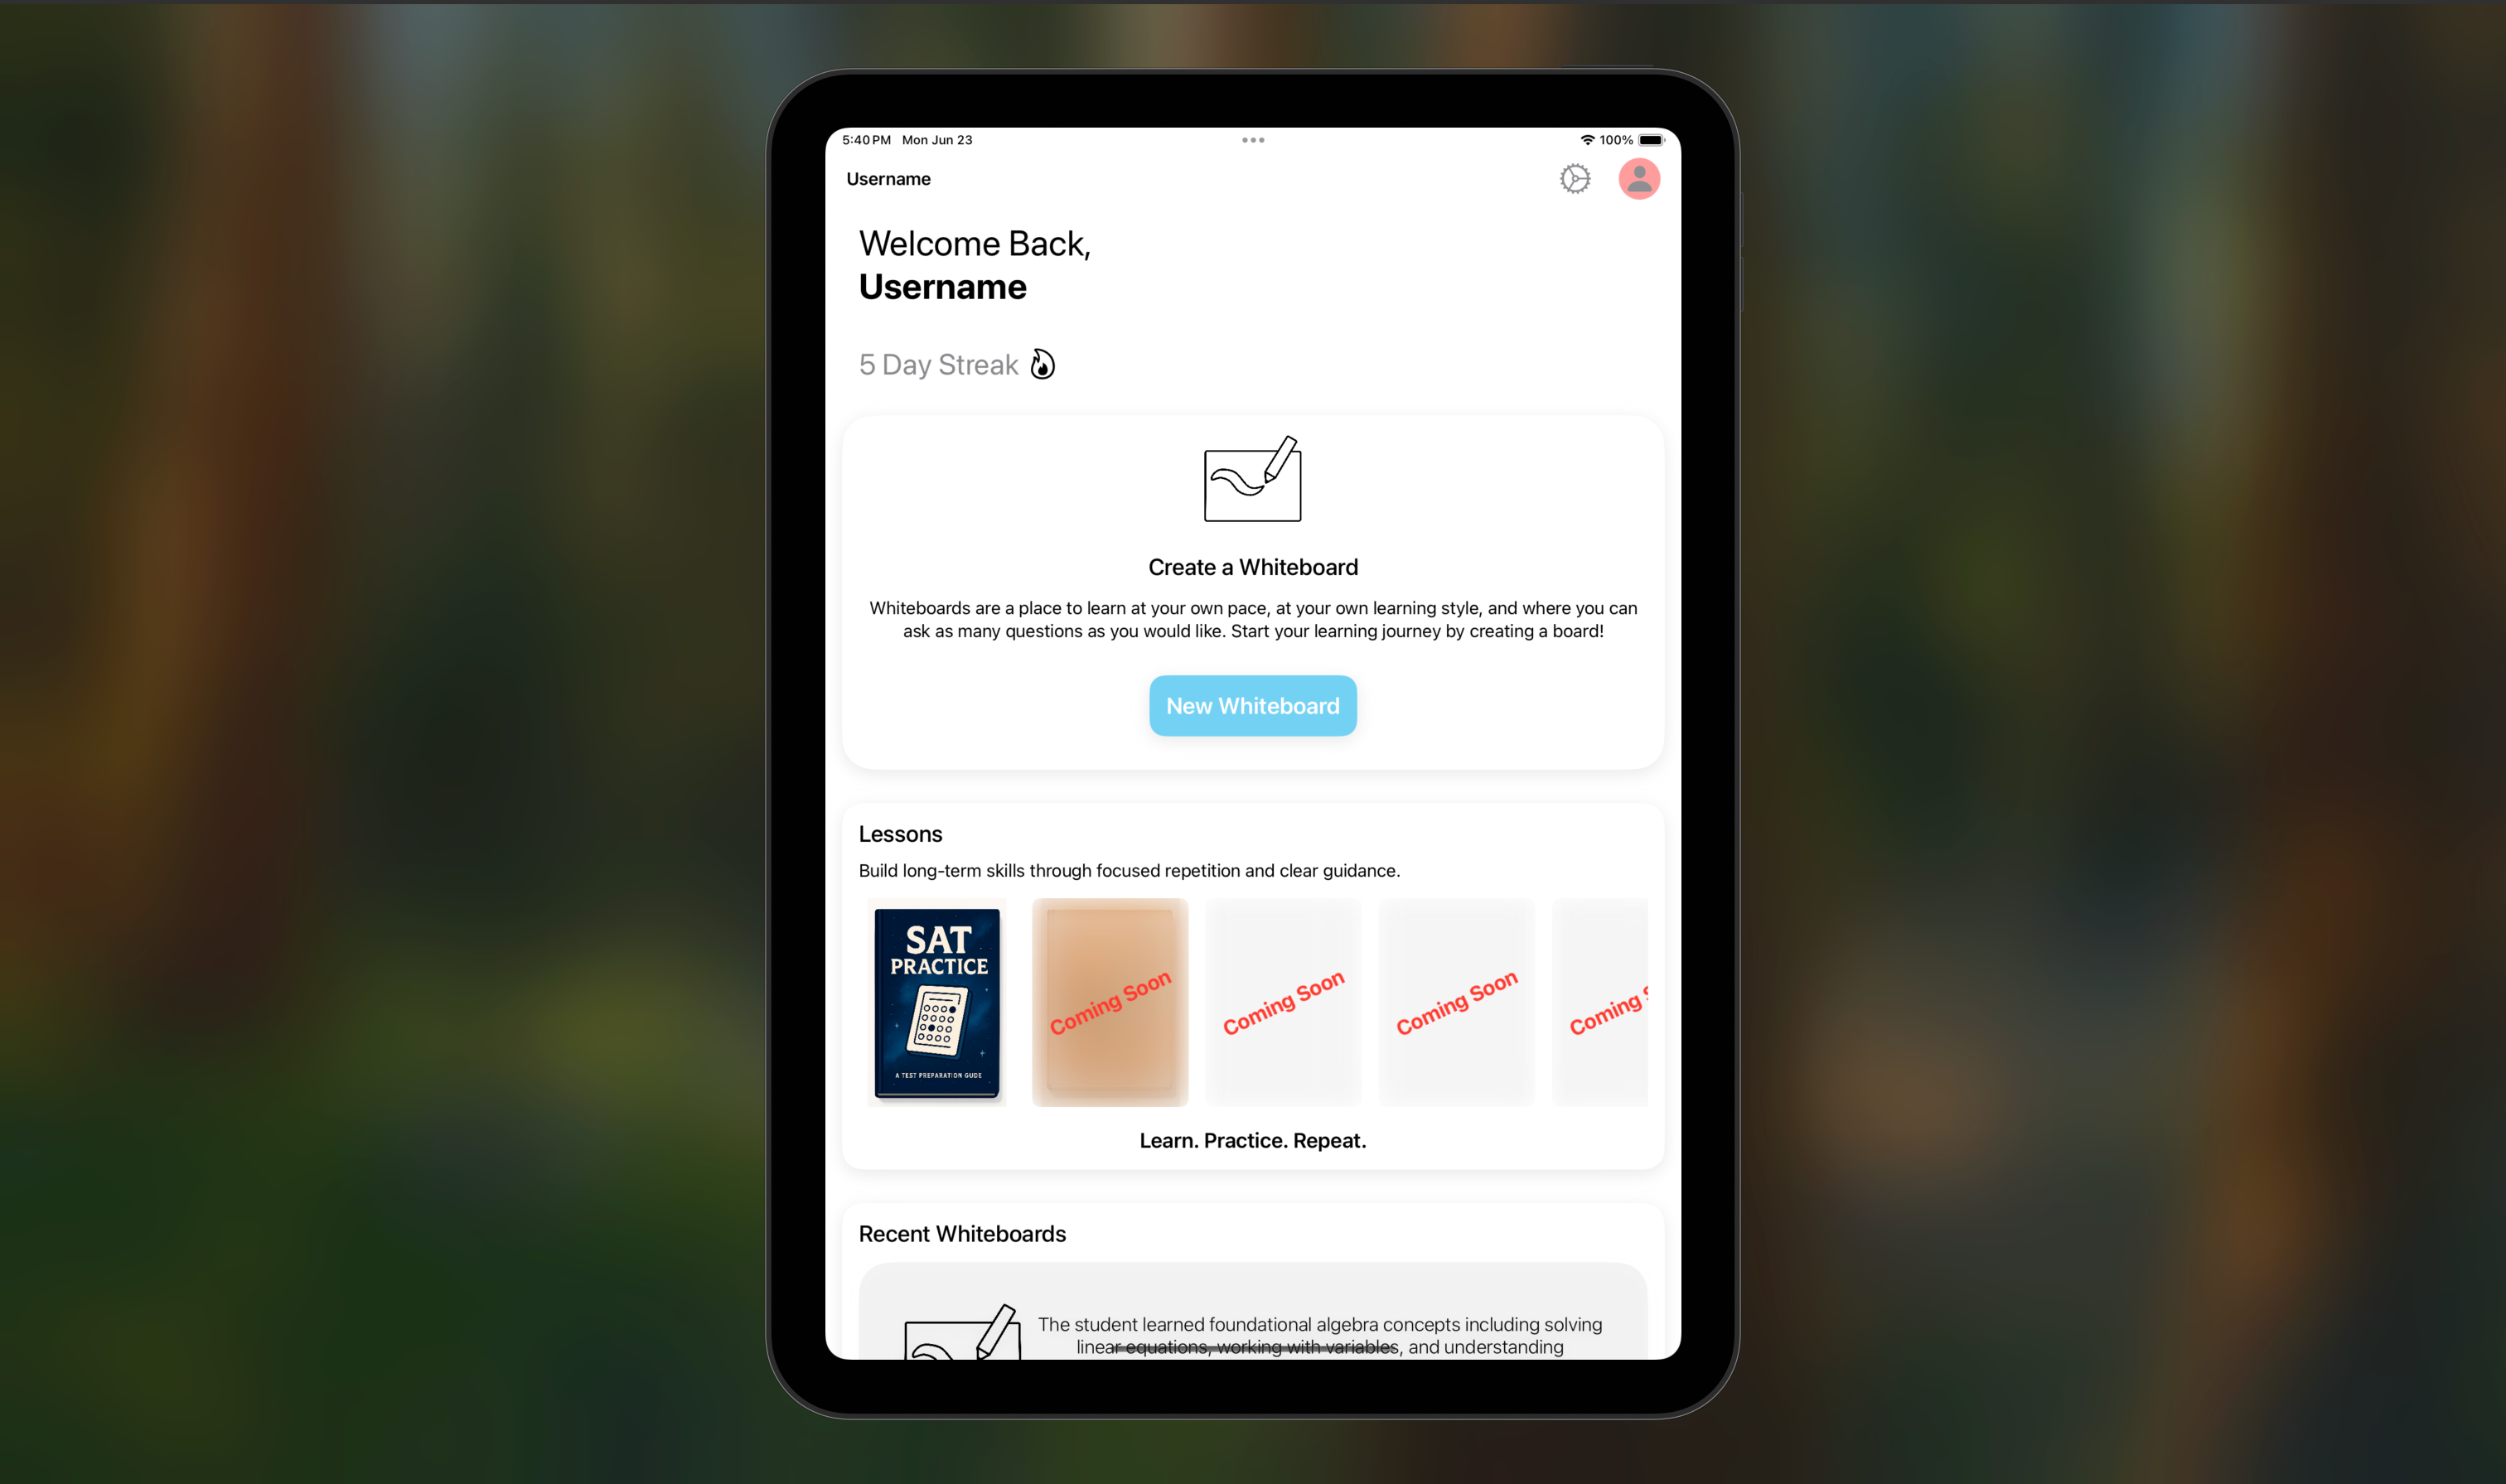 5:40 PM Mon Jun 23
100%
Username
Welcome Back,
Username
5 Day Streak
Create a Whiteboard
Whiteboards are a place to learn at your own pace, at your own learning style, and where you can
ask as many questions as you would like. Start your learning journey by creating a board!
New Whiteboard
Lessons
Build long-term skills through focused repetition and clear guidance.
SAT
PRACTICE
A TEST PREPARATION GUDE
Coming Soon
Coming Soon
Coming Soon
Coming
Learn. Practice. Repeat.
Recent Whiteboards
The student learned foundational algebra concepts including solving
linear equations, working with variables, and understanding